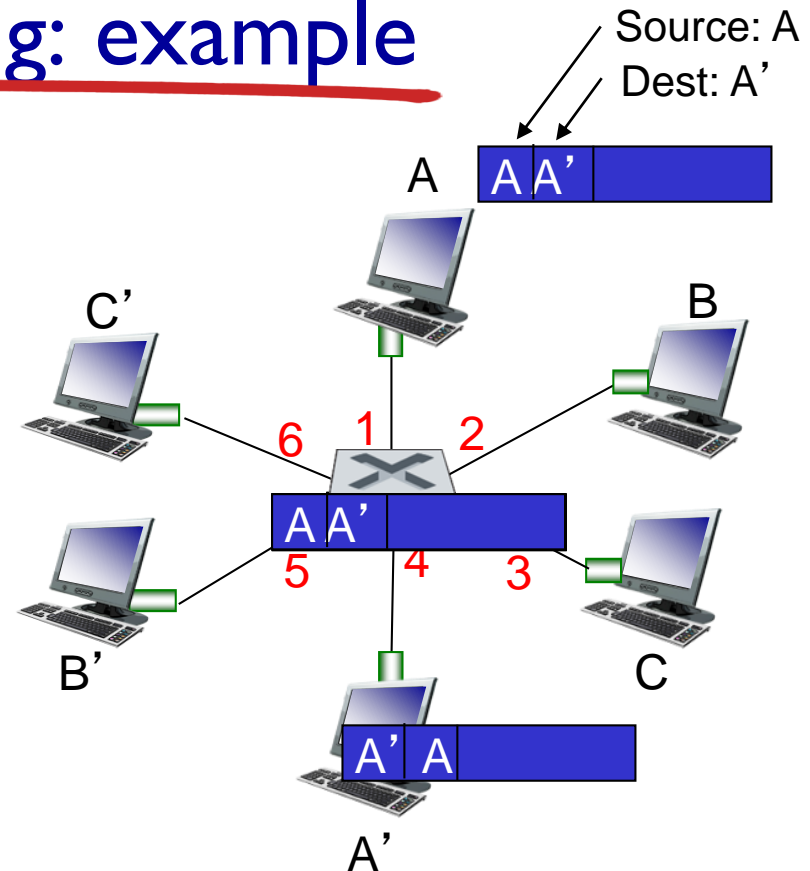 g: example
Source: A
Dest: A’
A
A A’
C’
B
6 1 2
A A’
5 4 3
B’
C
A’ A
A’